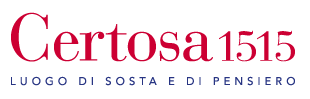 Certosa 1515
LUOGO DI SOSTA E DI PENSIERO